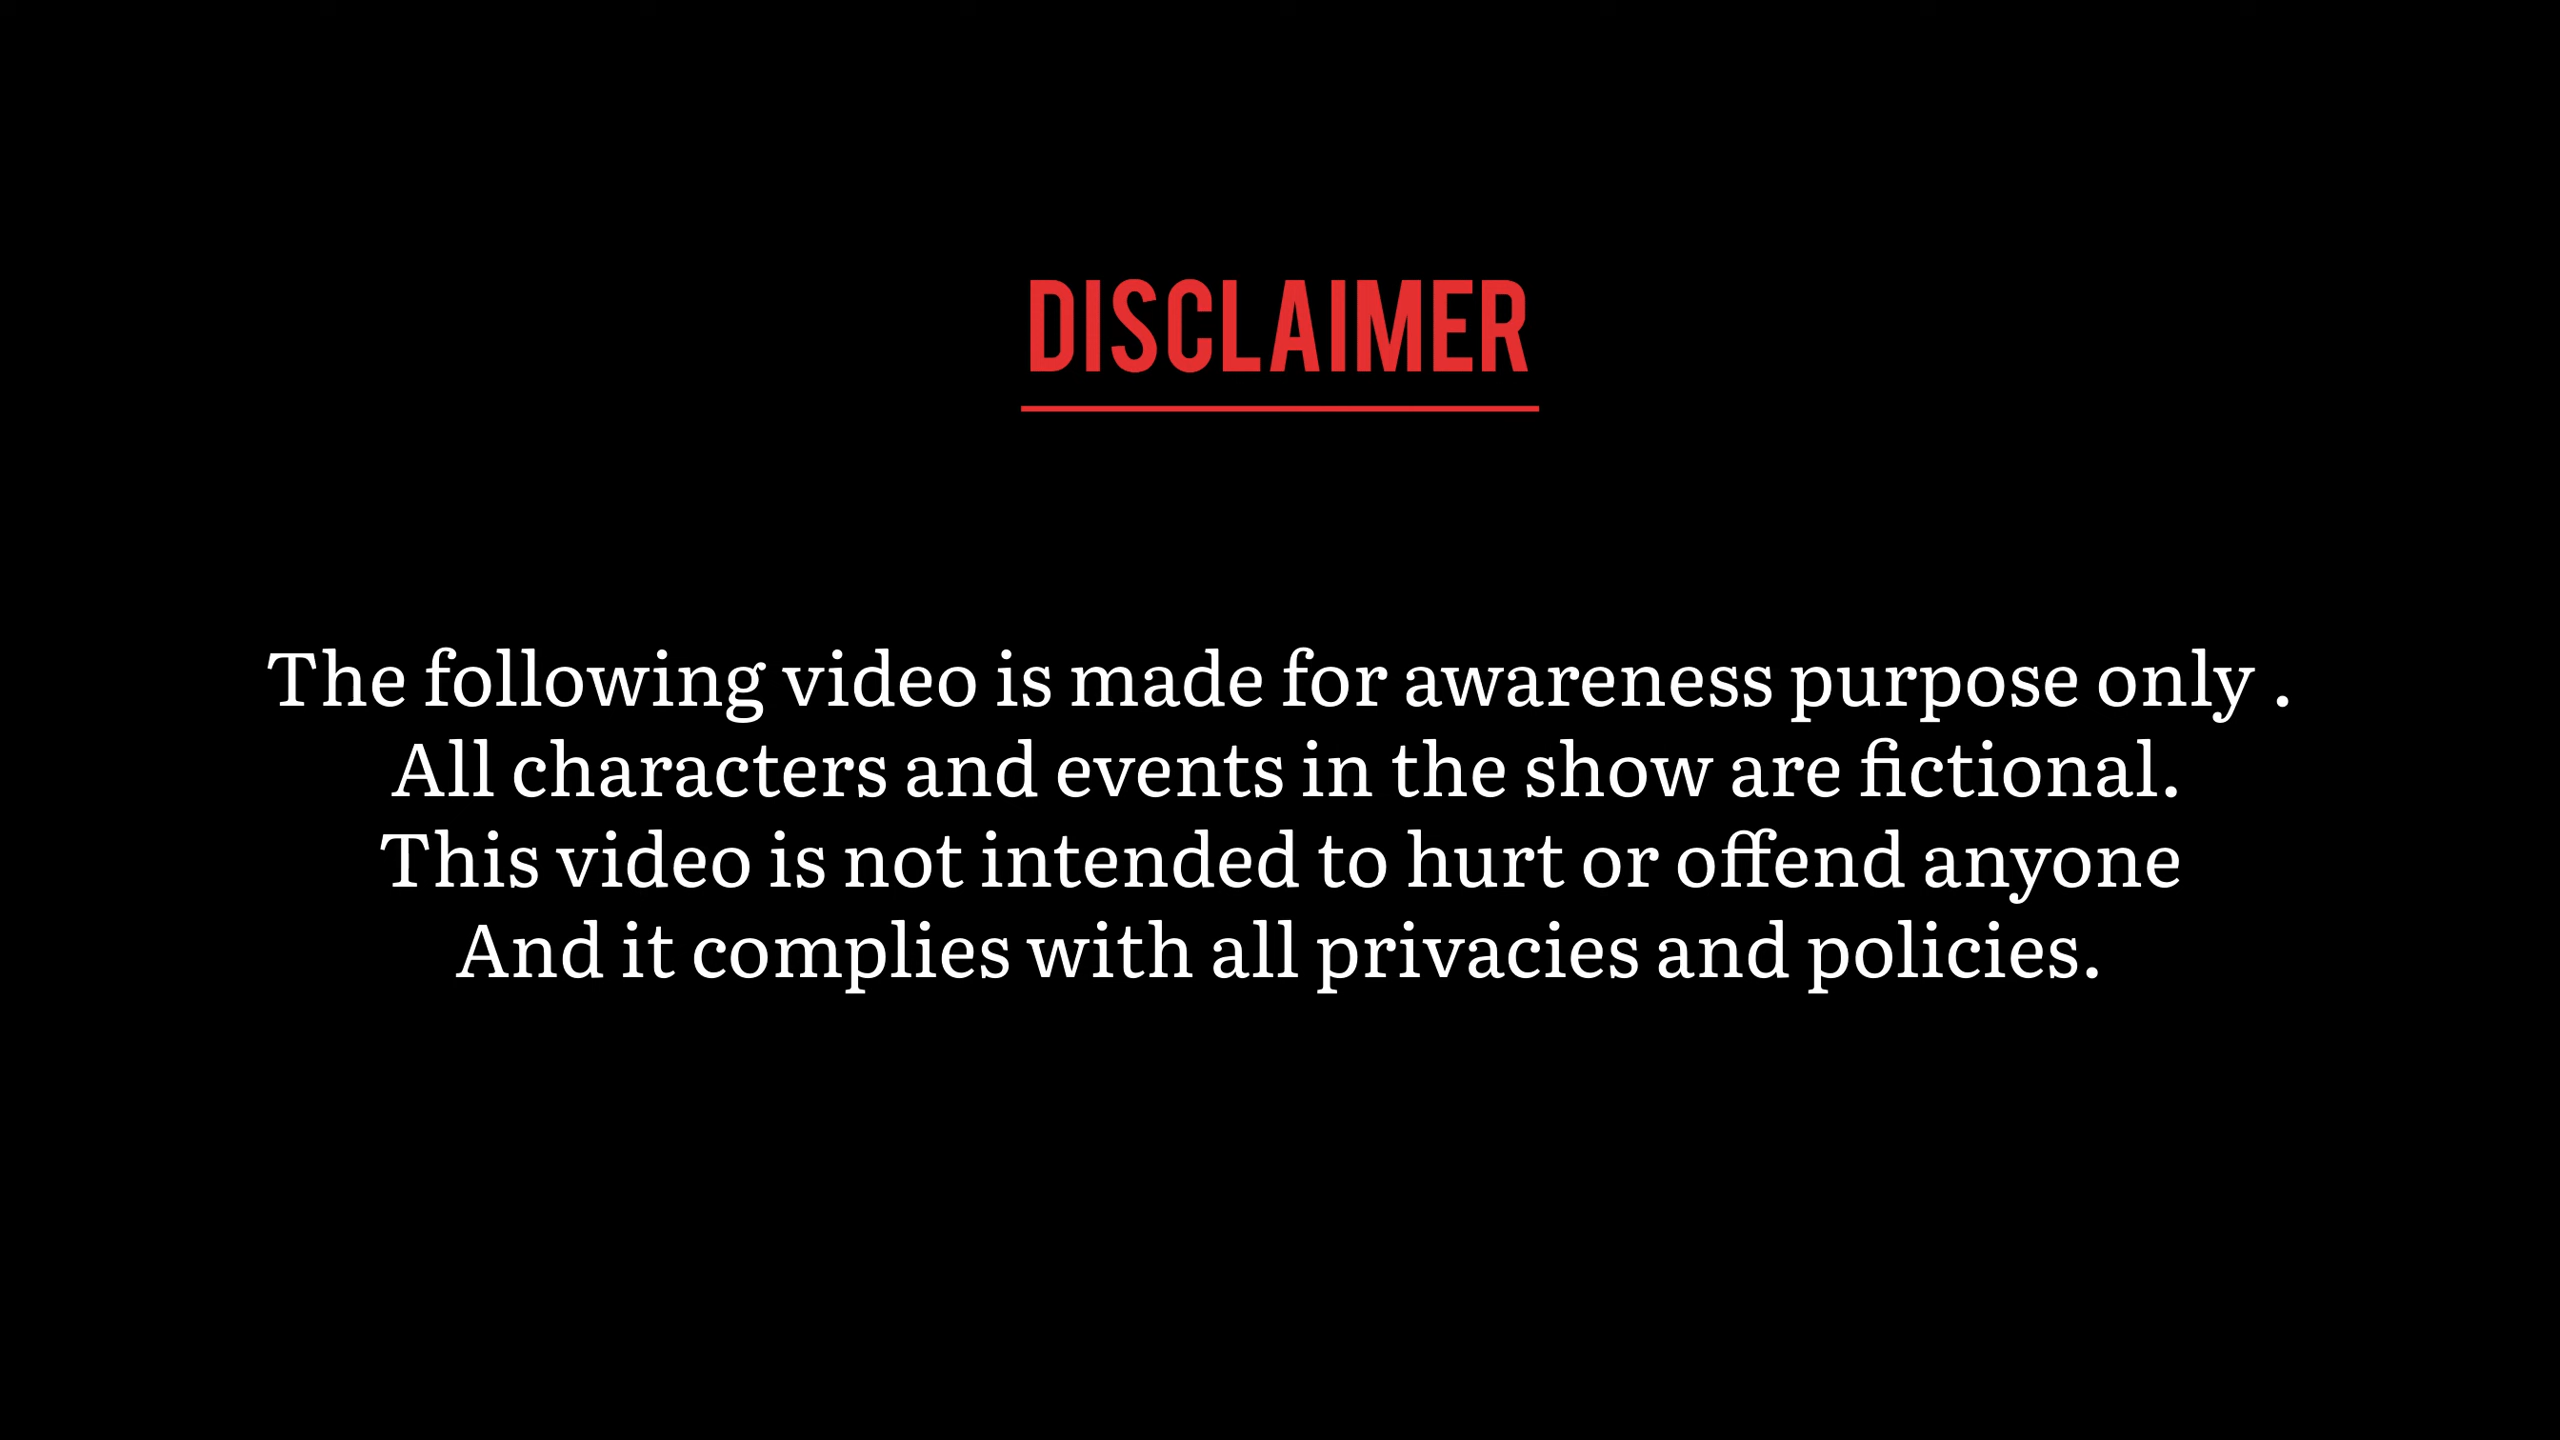 DISCLAIMER
The following video is made for awareness purpose only .
All characters and events in the show are fictional.
This video is not intended to hurt or offend anyone
And it complies with all privacies and policies.